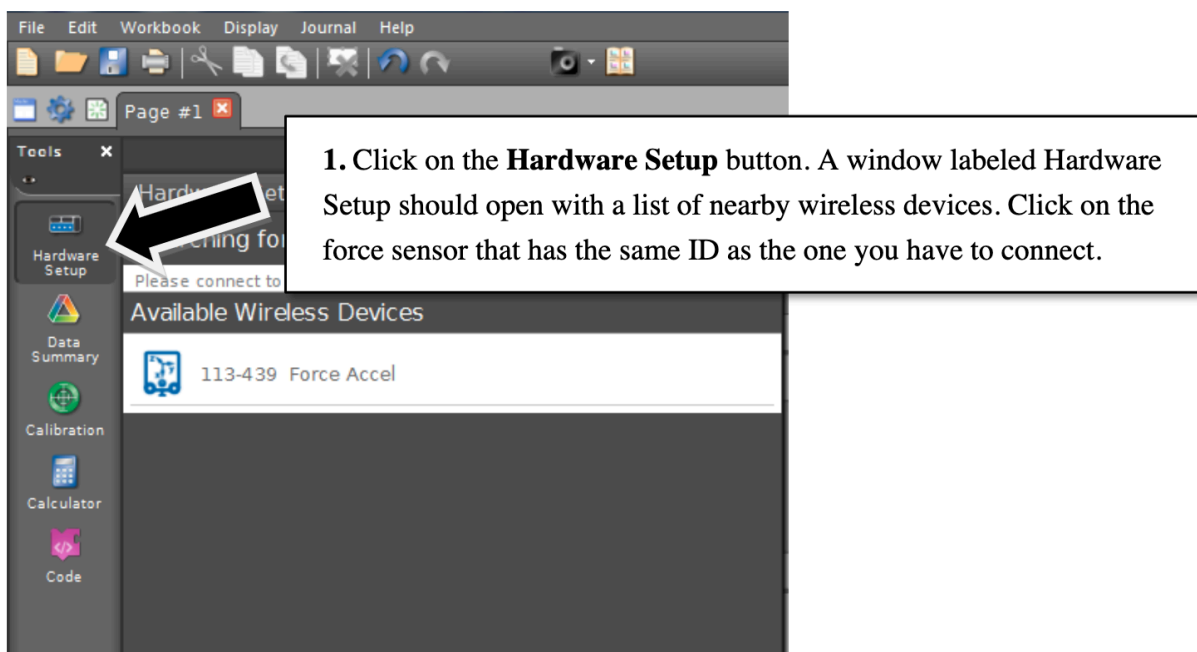 File Edit Workbook Display Journal Help
Page #1
Tools
1. Click on the Hardware Setup button. A window labeled Hardware
Setup should open with a list of nearby wireless devices. Click on the
force sensor that has the same ID as the one you have to connect.
Hardware
Setup
Please connect to
Available Wireless Devices
113-439 Force Accel
Data
Summary
Calibration
Calculator
Code